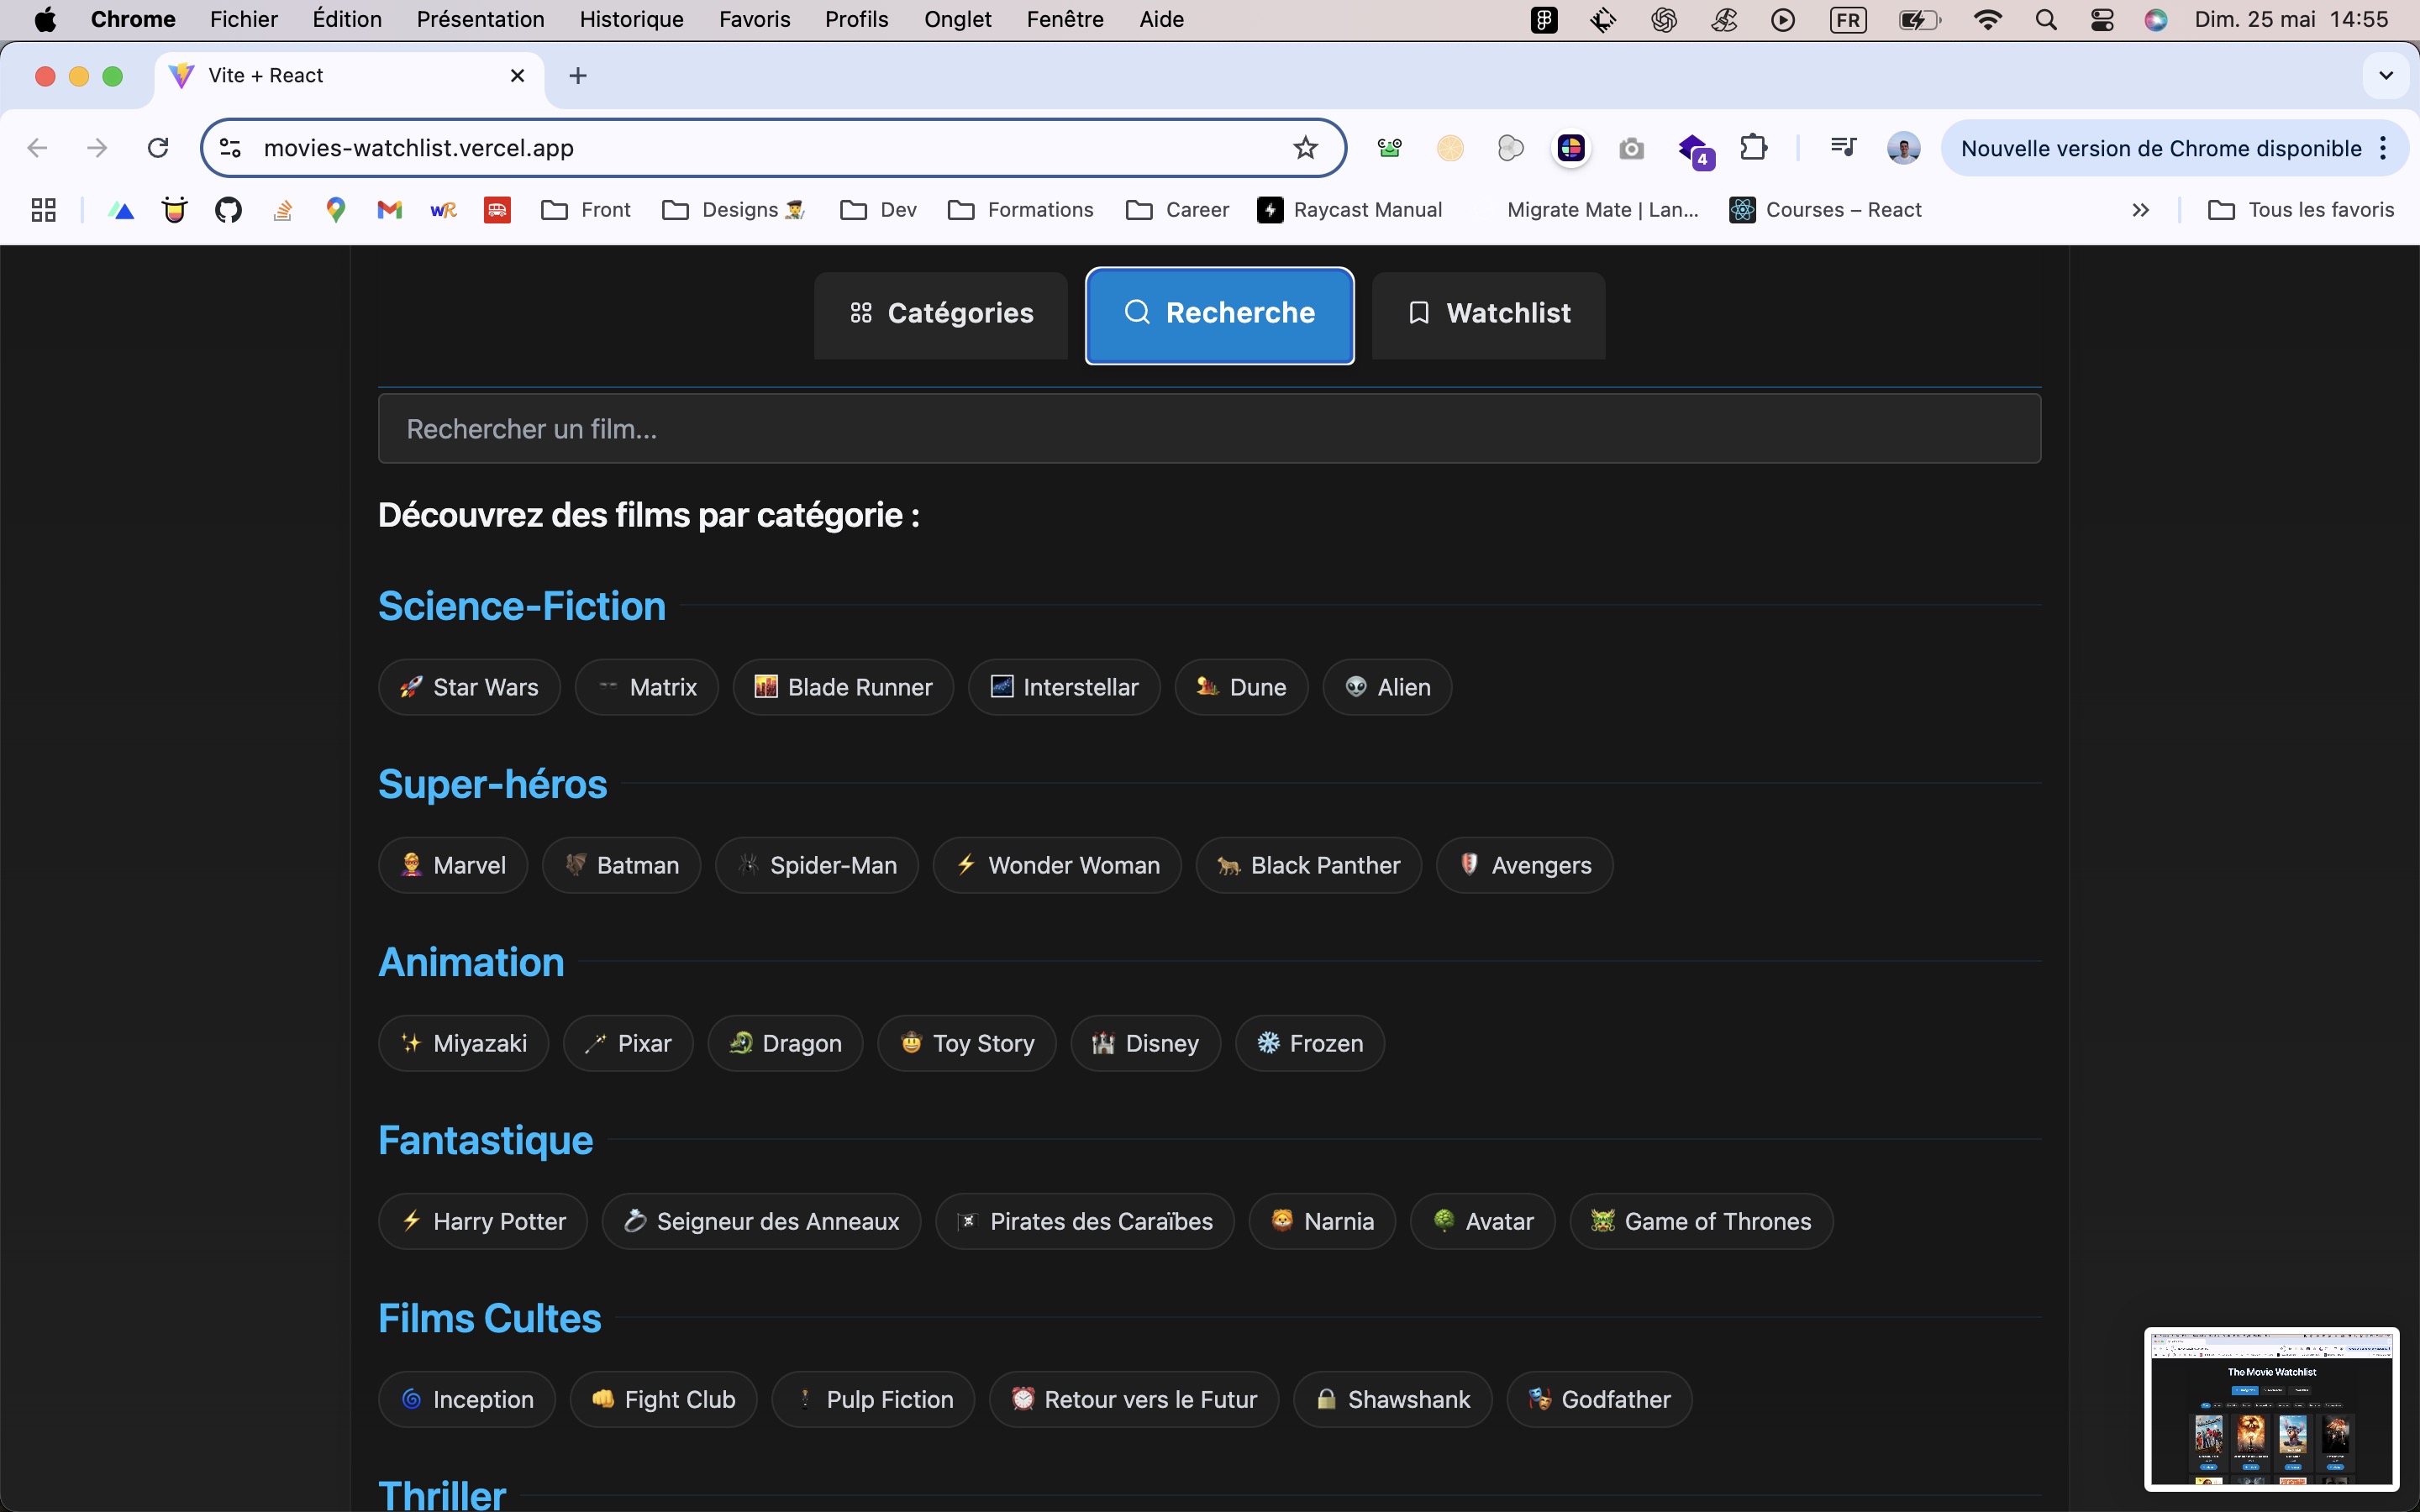 Chrome Fichier Édition Présentation Historique Favoris Profils Onglet Fenêtre Aide FR Dim. 25 mai 14:55
Vite + React
movies-watchlist.vercel.app 4 Nouvelle version de Chrome disponible
wR Front Designs Dev Formations Career Raycast Manual Migrate Mate | Lan... Courses – React Tous les favoris
Catégories Recherche Watchlist
Rechercher un film...
Découvrez des films par catégorie :
Science-Fiction
Star Wars Matrix Blade Runner Interstellar Dune Alien
Super-héros
Marvel Batman Spider-Man Wonder Woman Black Panther Avengers
Animation
Miyazaki Pixar Dragon Toy Story Disney Frozen
Fantastique
Harry Potter Seigneur des Anneaux Pirates des Caraïbes Narnia Avatar Game of Thrones
Films Cultes
Inception Fight Club Pulp Fiction Retour vers le Futur Shawshank Godfather
Thriller
The Movie Watchlist